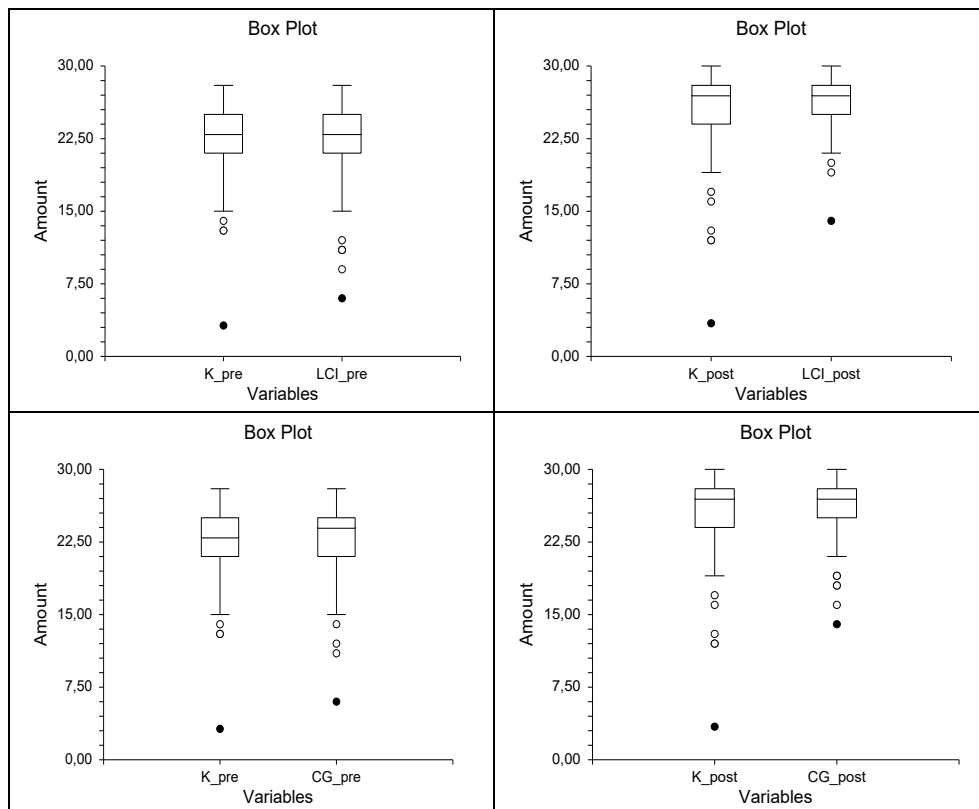 Box Plot
30,00
22,50
15,00
7,50
0,00
Amount
K_pre LCI_pre
Variables
Box Plot
30,00
22,50
15,00
7,50
0,00
Amount
K_post LCI_post
Variables
Box Plot
30,00
22,50
15,00
7,50
0,00
Amount
K_pre CG_pre
Variables
Box Plot
30,00
22,50
15,00
7,50
0,00
Amount
K_post CG_post
Variables